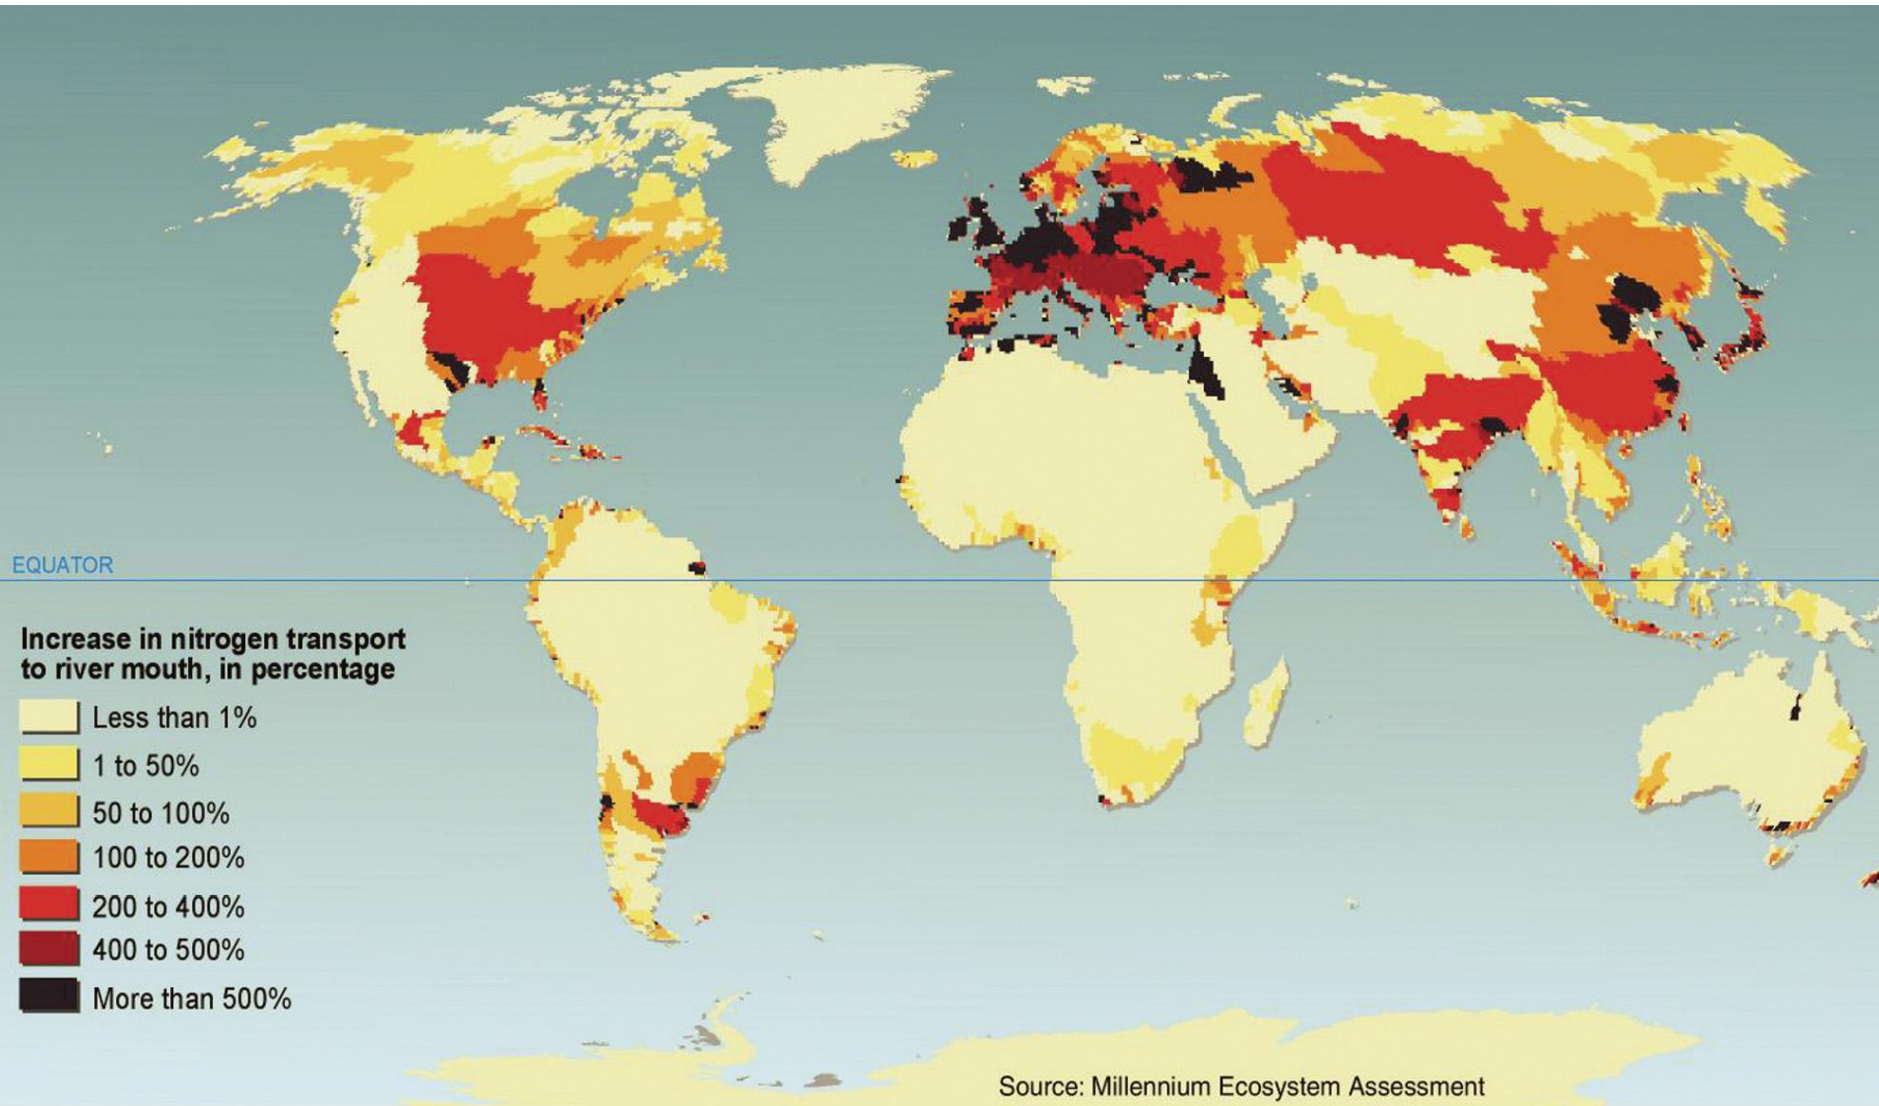 EQUATOR
Increase in nitrogen transport
to river mouth, in percentage
Less than 1%
1 to 50%
50 to 100%
100 to 200%
200 to 400%
400 to 500%
More than 500%
Source: Millennium Ecosystem Assessment